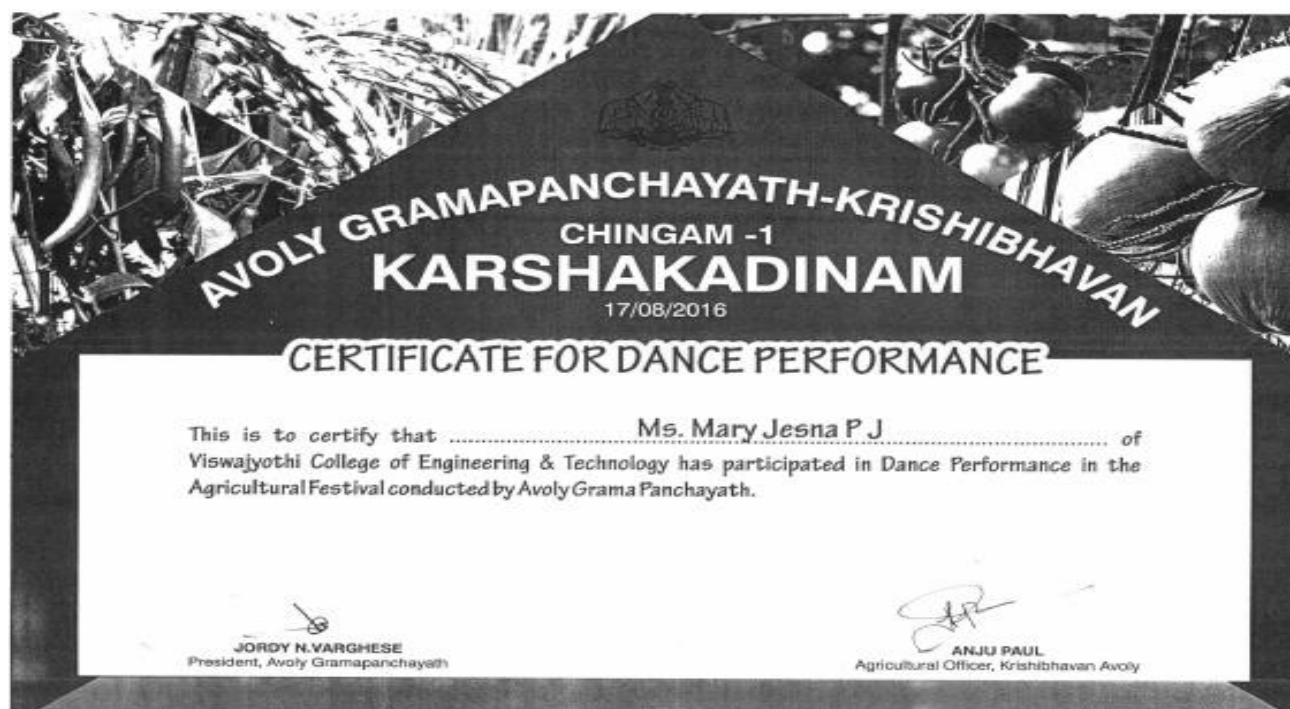 AVOLY GRAMAPANCHAYATH-KRISHIBHAVAN
CHINGAM -1
KARSHAKADINAM
17/08/2016
CERTIFICATE FOR DANCE PERFORMANCE
This is to certify that ........................ Ms. Mary Jesna P J ........................ of
Viswajyothi College of Engineering & Technology has participated in Dance Performance in the
Agricultural Festival conducted by Avoly Grama Panchayath.
JORDY N.VARGHESE
President, Avoly Gramapanchayath
ANJU PAUL
Agricultural Officer, Krishibhavan Avoly